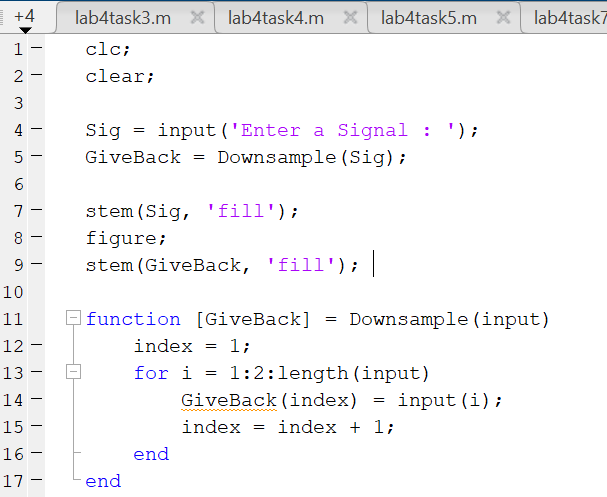 +4 lab4task3.m lab4task4.m lab4task5.m lab4task7
1 clc;
2 clear;
3
4 Sig = input('Enter a Signal : ');
5 GiveBack = Downsample(Sig);
6
7 stem(Sig, 'fill');
8 figure;
9 stem(GiveBack, 'fill');
10
11 function [GiveBack] = Downsample(input)
12 index = 1;
13 for i = 1:2:length(input)
14 GiveBack(index) = input(i);
15 index = index + 1;
16 end
17 end